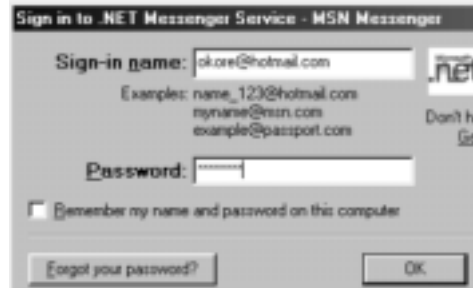 Sign in to .NET Messenger Service - MSN Messenger
Sign-in name: okore@hotmail.com
Examples: name_123@hotmail.com
myname@msn.com
example@passport.com
.net
Don't h
Ge
Password: --------
Remember my name and password on this computer
Forgot your password?
OK